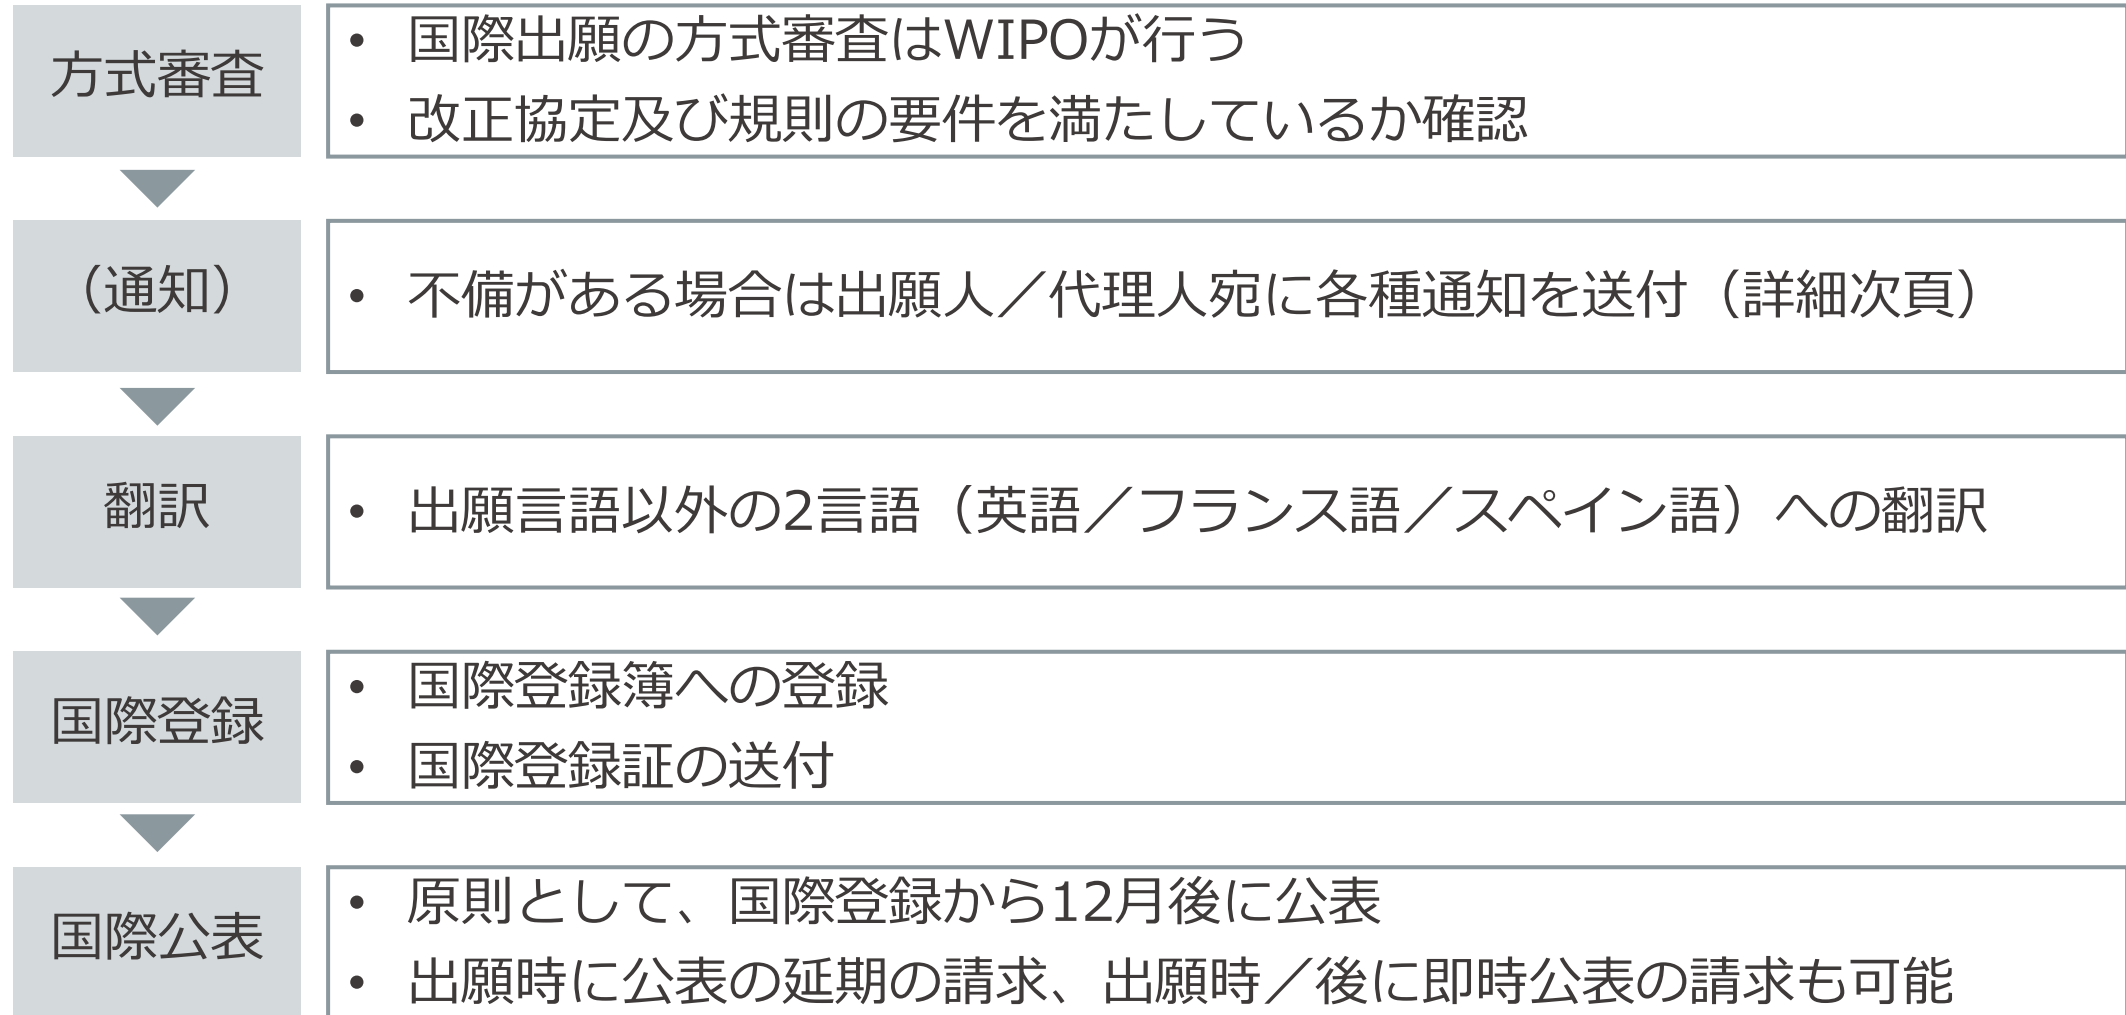 方式審査
• 国際出願の方式審査はWIPOが行う
• 改正協定及び規則の要件を満たしているか確認
（通知）
• 不備がある場合は出願人／代理人宛に各種通知を送付（詳細次頁）
翻訳
• 出願言語以外の2言語（英語／フランス語／スペイン語）への翻訳
国際登録
• 国際登録簿への登録
• 国際登録証の送付
国際公表
• 原則として、国際登録から12月後に公表
• 出願時に公表の延期の請求、出願時／後に即時公表の請求も可能